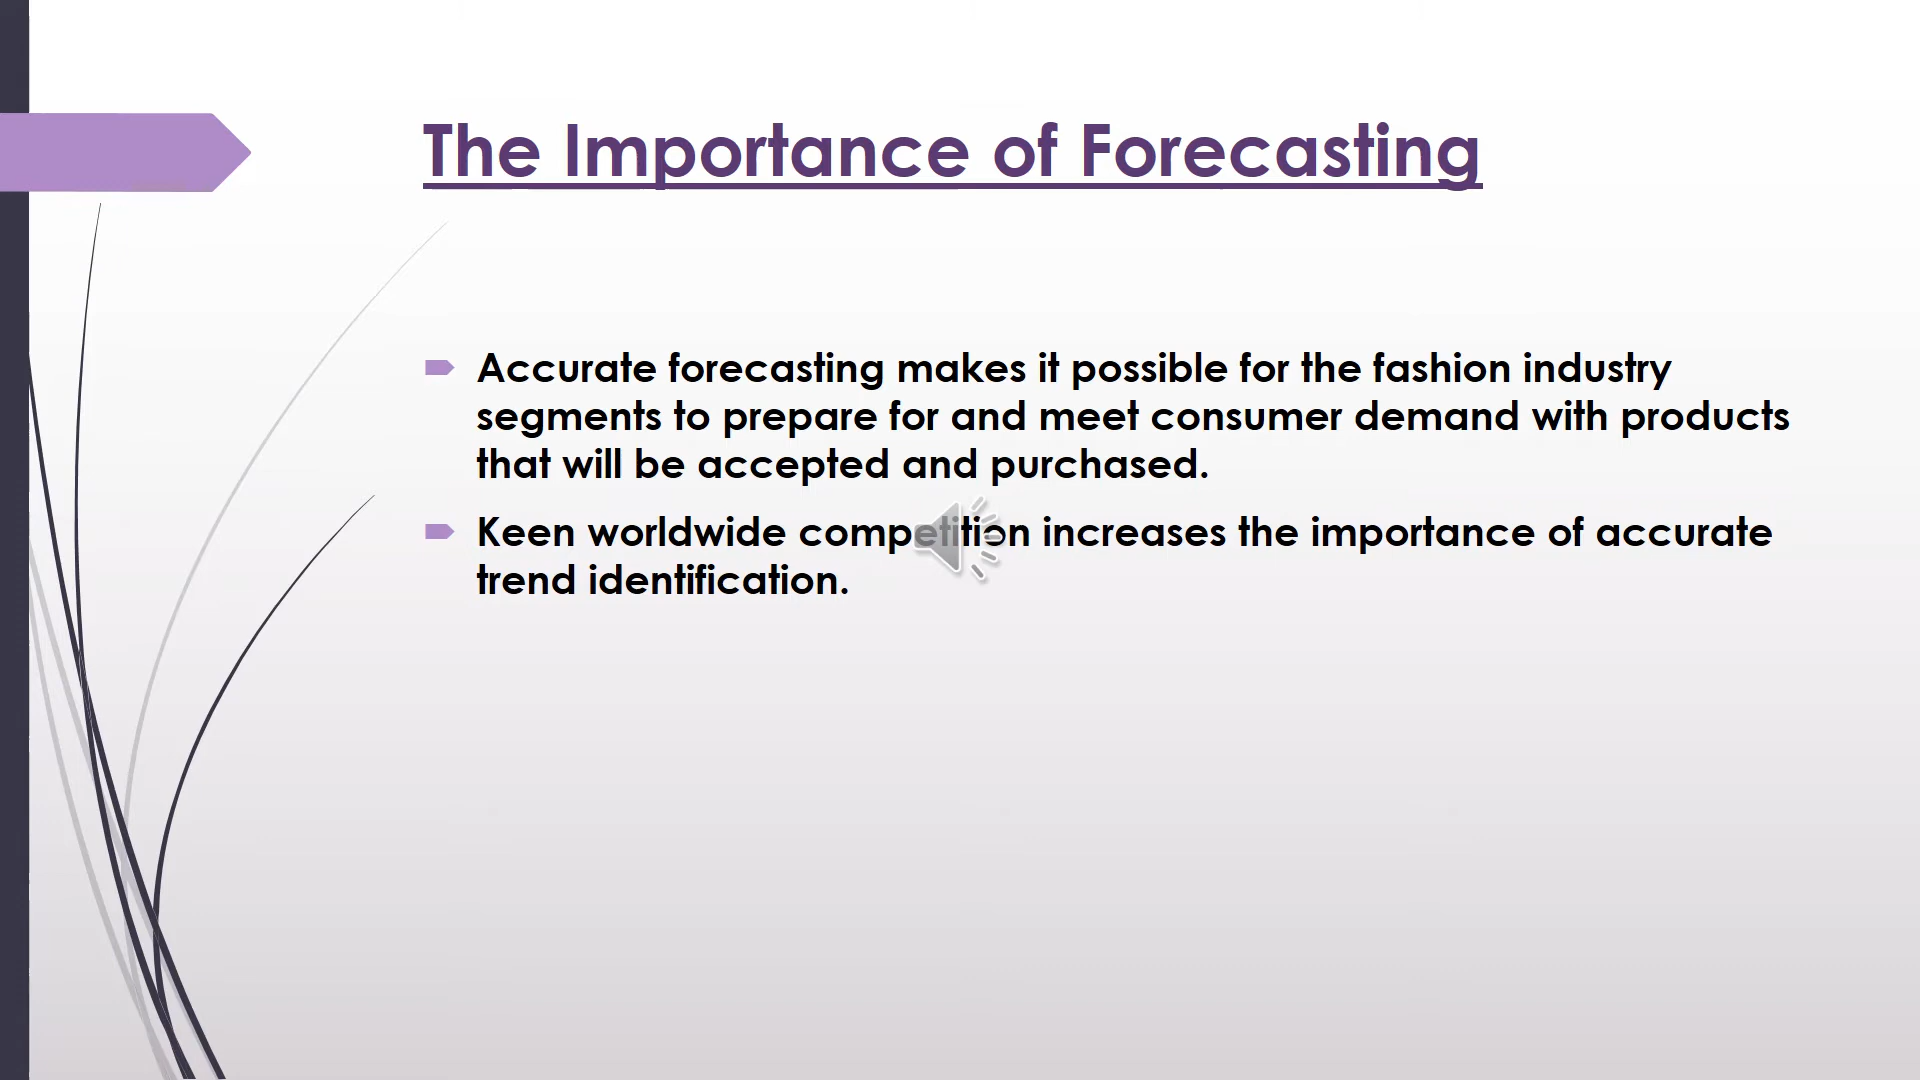 The Importance of Forecasting
Accurate forecasting makes it possible for the fashion industry
segments to prepare for and meet consumer demand with products
that will be accepted and purchased.
Keen worldwide competition increases the importance of accurate
trend identification.